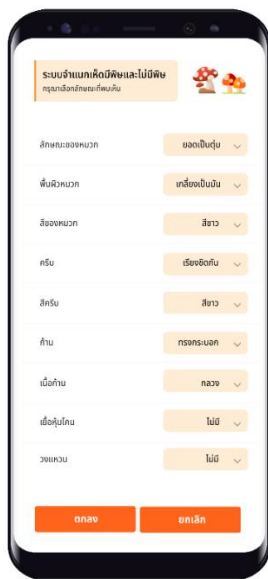 ระบบจำแนกเห็ดมีพิษและไม่มีพิษ
กรุณาเลือกลักษณะที่พบเห็น
ลักษณะของหมวก ยอดเป็นตุ่ม
พื้นผิวหมวก เกลี้ยงเป็นมัน
สีของหมวก สีขาว
ครีบ เรียงชิดกัน
สีครีบ สีขาว
ก้าน ทรงกระบอก
เนื้อก้าน กลวง
เยื่อหุ้มโคน ไม่มี
วงแหวน ไม่มี
ตกลง ยกเลิก